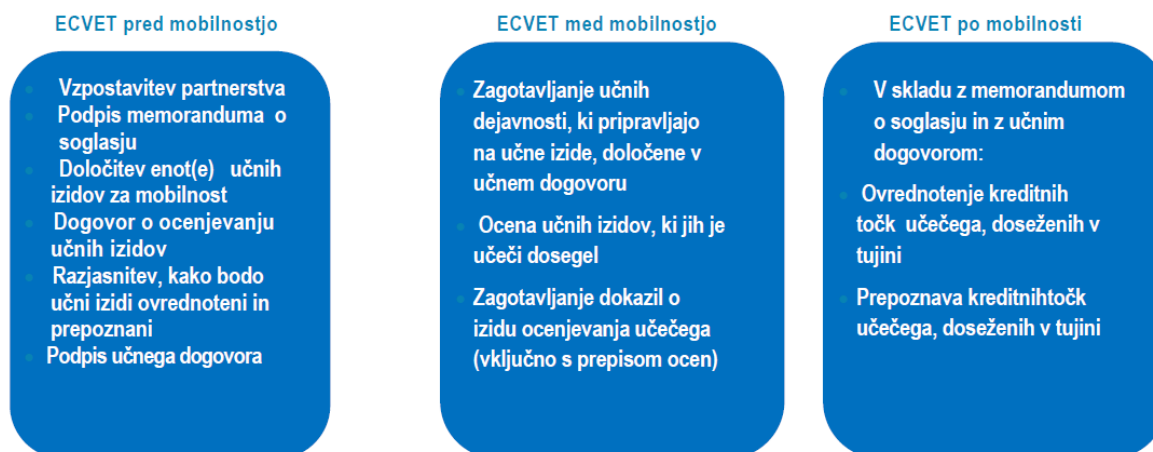 ECVET pred mobilnostjo
Vzpostavitev partnerstva
Podpis memoranduma o
soglasju
Določitev enot(e) učnih
izidov za mobilnost
Dogovor o ocenjevanju
učnih izidov
Razjasnitev, kako bodo
učni izidi ovrednoteni in
prepoznani
Podpis učnega dogovora
ECVET med mobilnostjo
Zagotavljanje učnih
dejavnosti, ki pripravljajo
na učne izide, določene v
učnem dogovoru
Ocena učnih izidov, ki jih je
učeči dosegel
Zagotavljanje dokazil o
izidu ocenjevanja učečega
(vključno s prepisom ocen)
ECVET po mobilnosti
V skladu z memorandumom
o soglasju in z učnim
dogovorom:
Ovrednotenje kreditnih
točk učečega, doseženih v
tujini
Prepoznava kreditnihtočk
učečega, doseženih v tujini